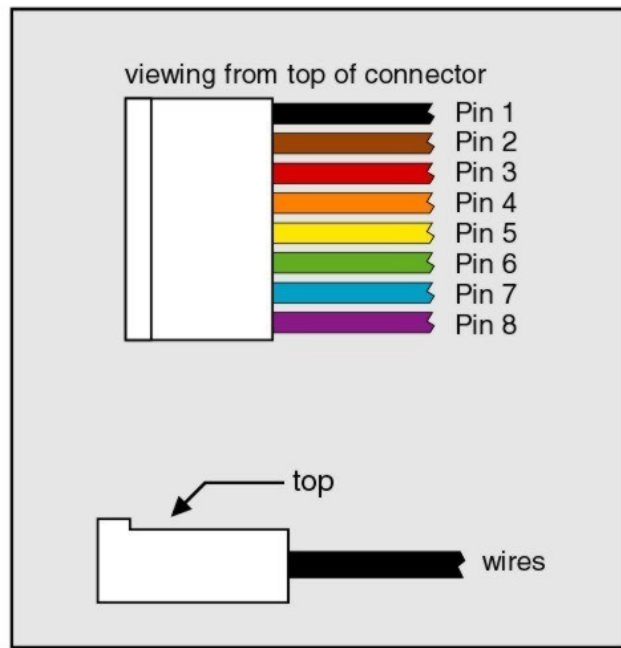 viewing from top of connector
Pin 1
Pin 2
Pin 3
Pin 4
Pin 5
Pin 6
Pin 7
Pin 8
top
wires